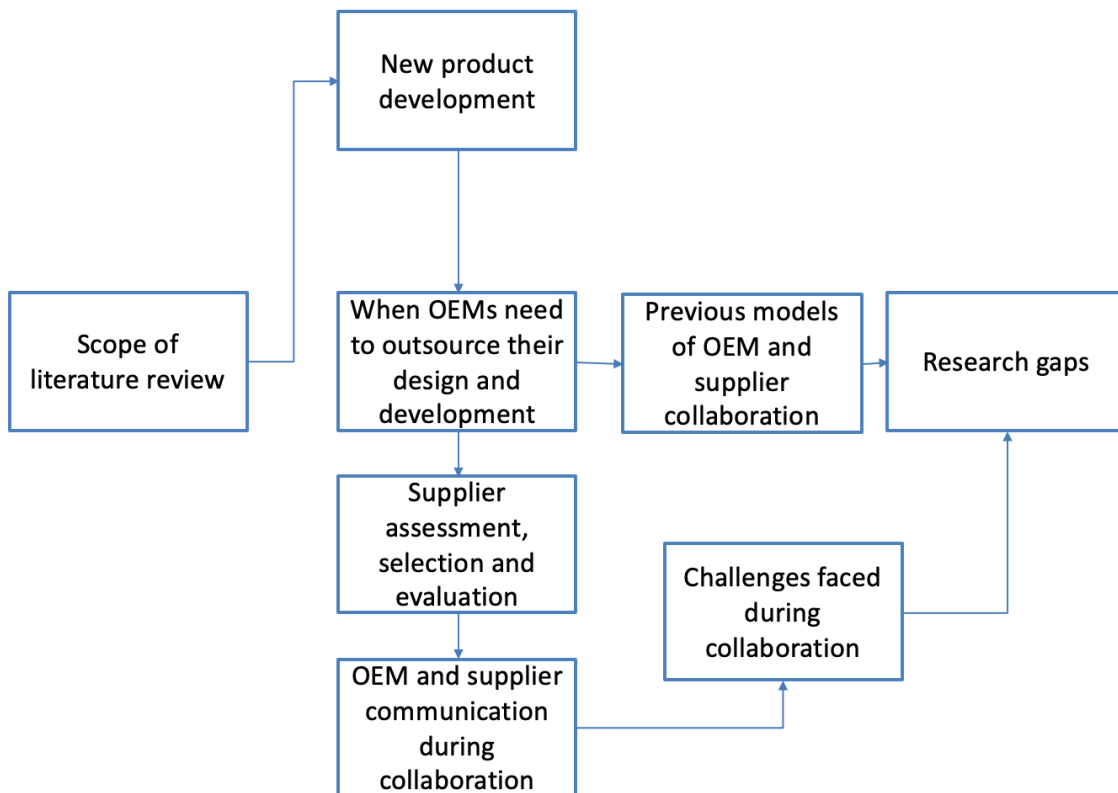 New product
development
Scope of
literature review
When OEMs need
to outsource their
design and
development
Previous models
of OEM and
supplier
collaboration
Research gaps
Supplier
assessment,
selection and
evaluation
Challenges faced
during
collaboration
OEM and supplier
communication
during
collaboration